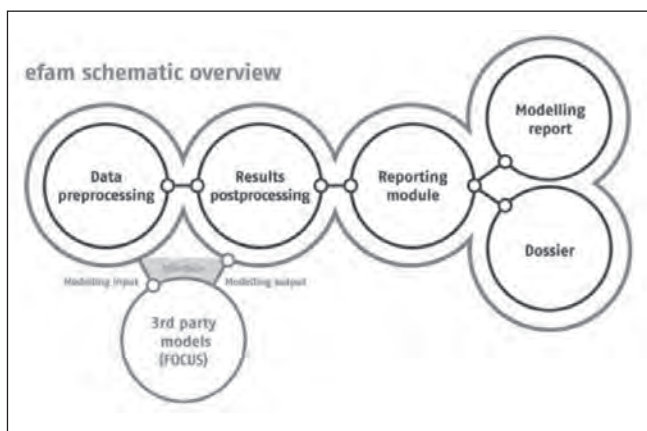 efam schematic overview
Data
preprocessing
Results
postprocessing
Reporting
module
Modelling
report
Dossier
Modelling input
Modelling output
3rd party
models
(FOCUS)